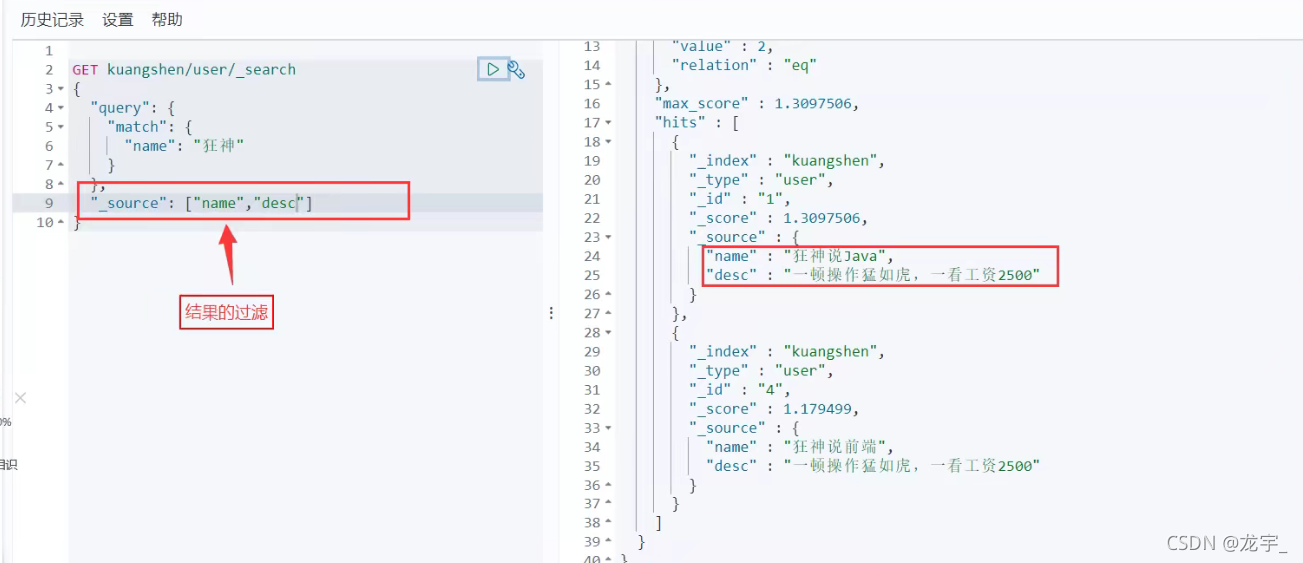 历史记录 设置 帮助
1
2 GET kuangshen/user/_search
3 {
4 "query": {
5 "match": {
6 "name": "狂神"
7 }
8 },
9 "_source": ["name","desc"]
10 }
结果的过滤
0%
13 "value" : 2,
14 "relation" : "eq"
15 },
16 "max_score" : 1.3097506,
17 "hits" : [
18 {
19 "_index" : "kuangshen",
20 "_type" : "user",
21 "_id" : "1",
22 "_score" : 1.3097506,
23 "_source" : {
24 "name" : "狂神说Java",
25 "desc" : "一顿操作猛如虎，一看工资2500"
26 }
27 },
28 {
29 "_index" : "kuangshen",
30 "_type" : "user",
31 "_id" : "4",
32 "_score" : 1.179499,
33 "_source" : {
34 "name" : "狂神说前端",
35 "desc" : "一顿操作猛如虎，一看工资2500"
36 }
37 }
38 ]
39 }
40 }
CSDN @龙宇_